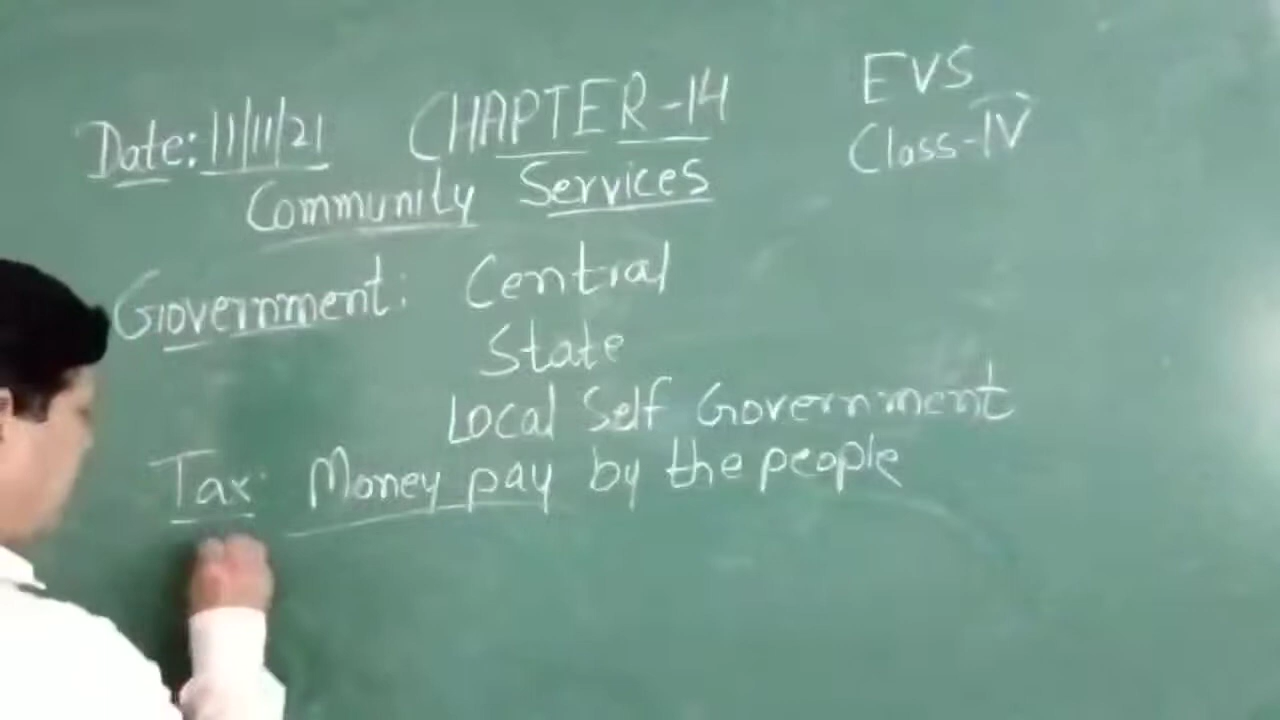 Date: 11/11/21 CHAPTER-14 EVS
Class-IV
Community Services
Government: Central
State
Local Self Government
Tax: Money pay by the people